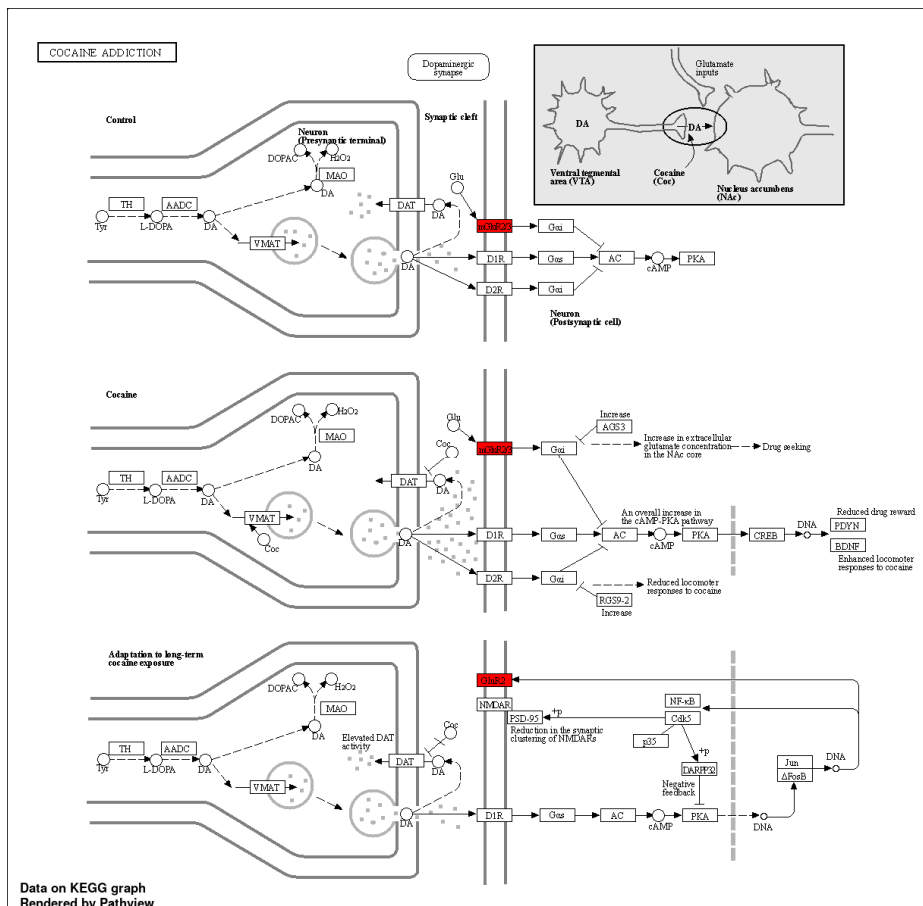 COCAINE ADDICTION
Dopaminergic
synapse
Glutamate
inputs
DA
DA
Ventral tegmental
area (VTA)
Cocaine
(Coc)
Nucleus accumbens
(NAc)
Control
Synaptic cleft
Neuron
(Presynaptic terminal)
DOPAC
H2O2
MAO
DA
Glu
TH
AADC
Tyr
L-DOPA
DA
VMAT
DAT
DA
DA
mGluR2/3
Gαi
D1R
Gαs
AC
cAMP
PKA
D2R
Gαi
Neuron
(Postsynaptic cell)
Cocaine
DOPAC
H2O2
MAO
DA
Glu
Coc
TH
AADC
Tyr
L-DOPA
DA
VMAT
Coc
DAT
DA
DA
mGluR2/3
Gαi
Increase
AGS3
Increase in extracellular
glutamate concentration
in the NAc core
Drug seeking
An overall increase in
the cAMP-PKA pathway
D1R
Gαs
AC
cAMP
PKA
CREB
DNA
Reduced drug reward
PDYN
BDNF
Enhanced locomoter
responses to cocaine
D2R
Gαi
Reduced locomoter
responses to cocaine
RGS9-2
Increase
Adaptation to long-term
cocaine exposure
DOPAC
H2O2
MAO
DA
Elevated DAT
activity
Coc
TH
AADC
Tyr
L-DOPA
DA
VMAT
DAT
DA
DA
GluR2
NMDAR
PSD-95
+p
Reduction in the synaptic
clustering of NMDARs
NF-κB
Cdk5
p35
+p
DARPP32
Negative
feedback
D1R
Gαs
AC
cAMP
PKA
DNA
Jun
ΔFosB
DNA
Data on KEGG graph
Rendered by Pathview